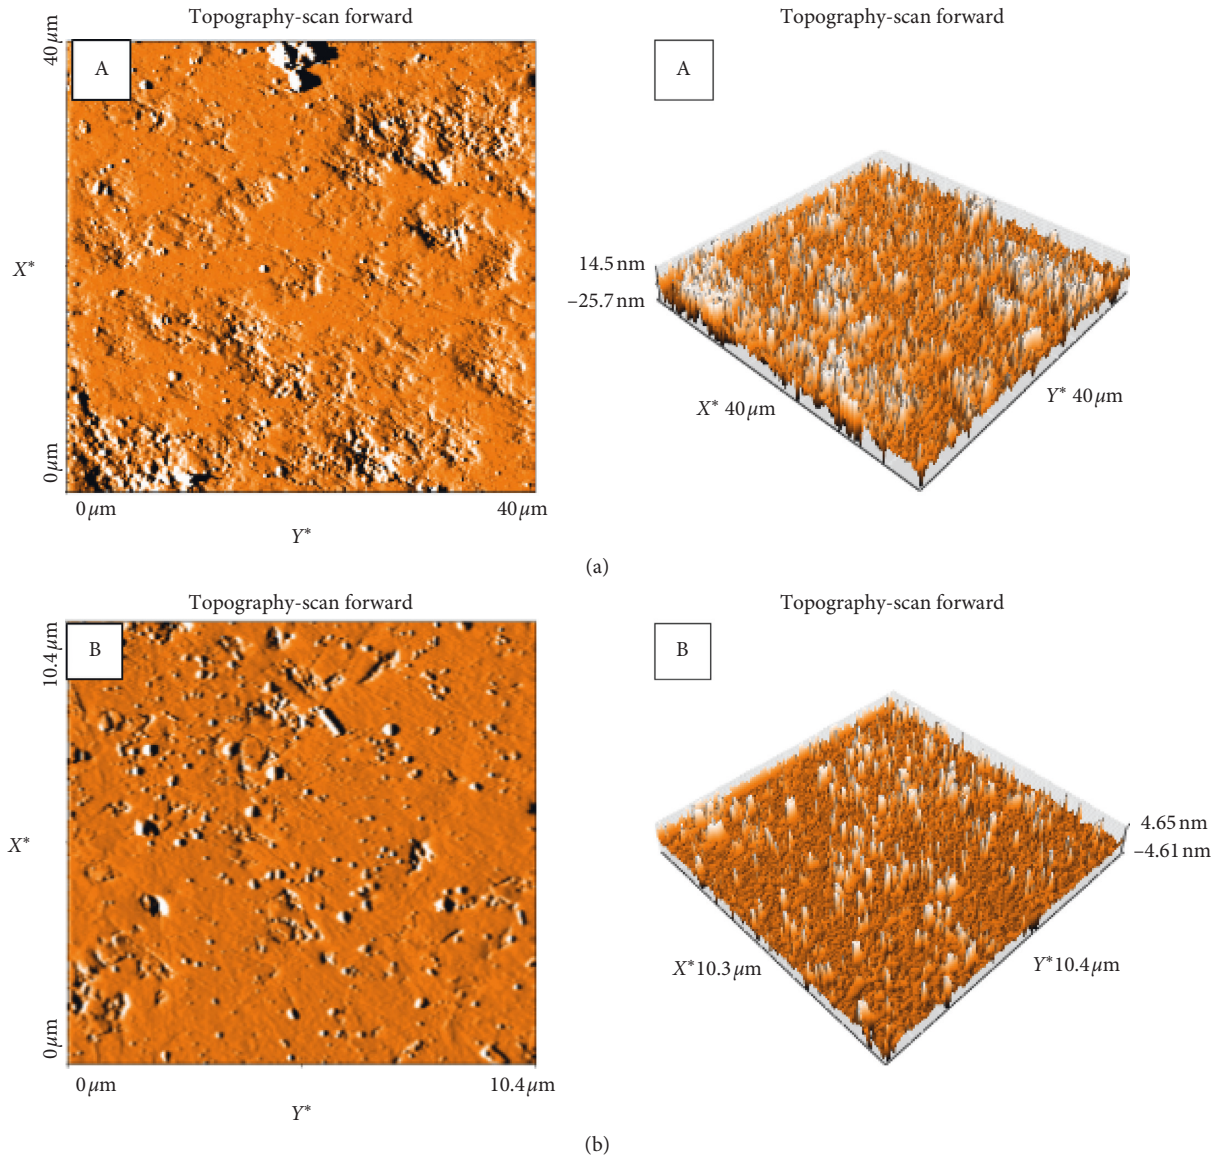 Topography-scan forward
Topography-scan forward
A
A
40 µm
X*
0 µm
0 µm
40 µm
Y*
14.5 nm
–25.7 nm
X* 40 µm
Y* 40 µm
(a)
Topography-scan forward
Topography-scan forward
B
B
10.4 µm
X*
0 µm
0 µm
10.4 µm
Y*
4.65 nm
–4.61 nm
X* 10.3 µm
Y* 10.4 µm
(b)